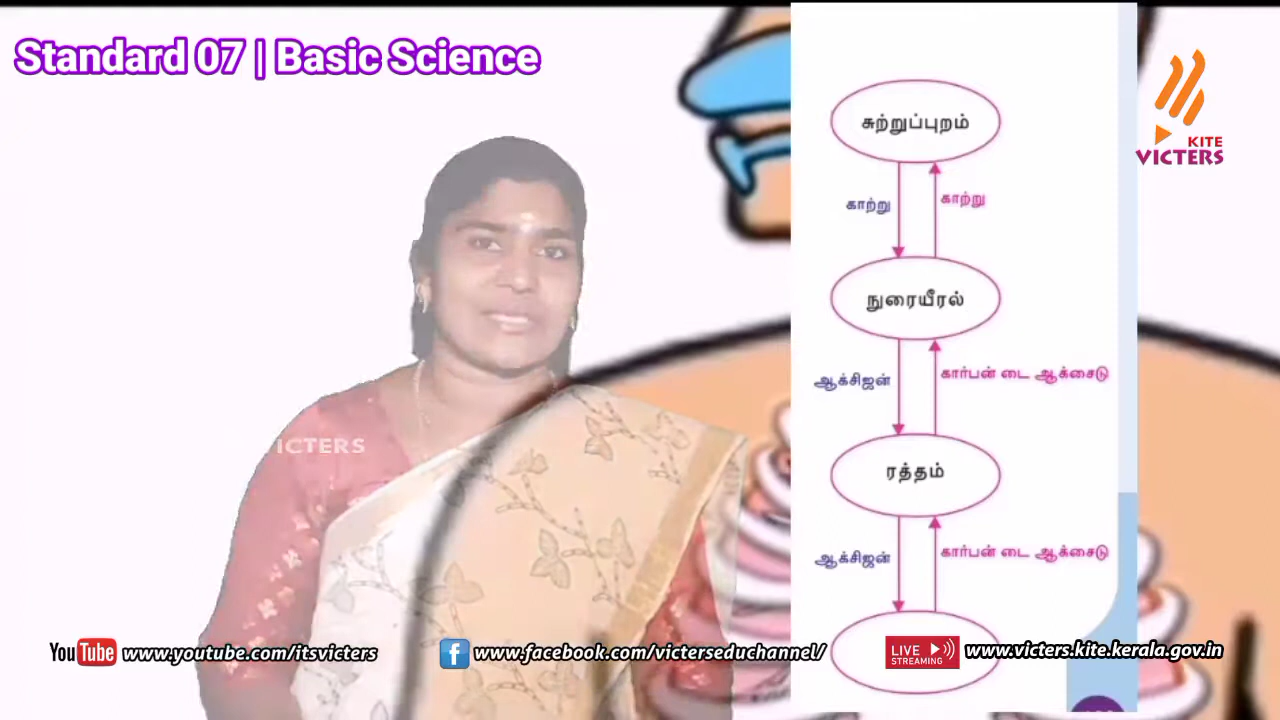 Standard 07 | Basic Science
KITE
VICTERS
சுற்றுப்புறம்
காற்று
காற்று
நுரையீரல்
ஆக்சிஜன்
கார்பன் டை ஆக்சைடு
VICTERS
ரத்தம்
ஆக்சிஜன்
கார்பன் டை ஆக்சைடு
YouTube www.youtube.com/itsvicters
f www.facebook.com/victerseduchannel/
LIVE
STREAMING
www.victers.kite.kerala.gov.in